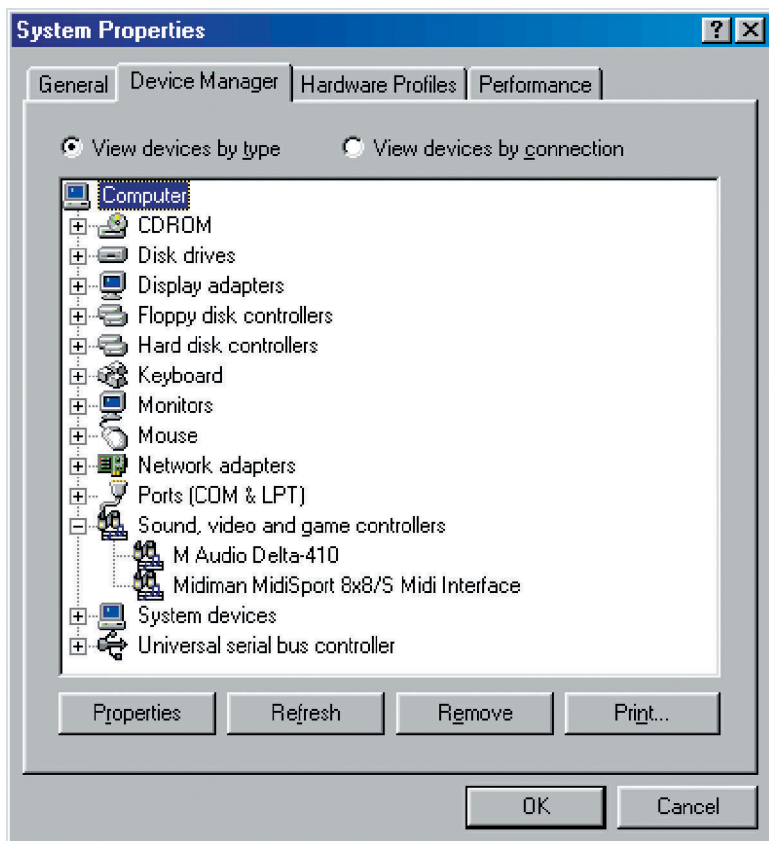 System Properties
General Device Manager Hardware Profiles Performance
View devices by type View devices by connection
Computer
CDROM
Disk drives
Display adapters
Floppy disk controllers
Hard disk controllers
Keyboard
Monitors
Mouse
Network adapters
Ports (COM & LPT)
Sound, video and game controllers
M Audio Delta-410
Midiman MidiSport 8x8/S Midi Interface
System devices
Universal serial bus controller
Properties Refresh Remove Print...
OK Cancel